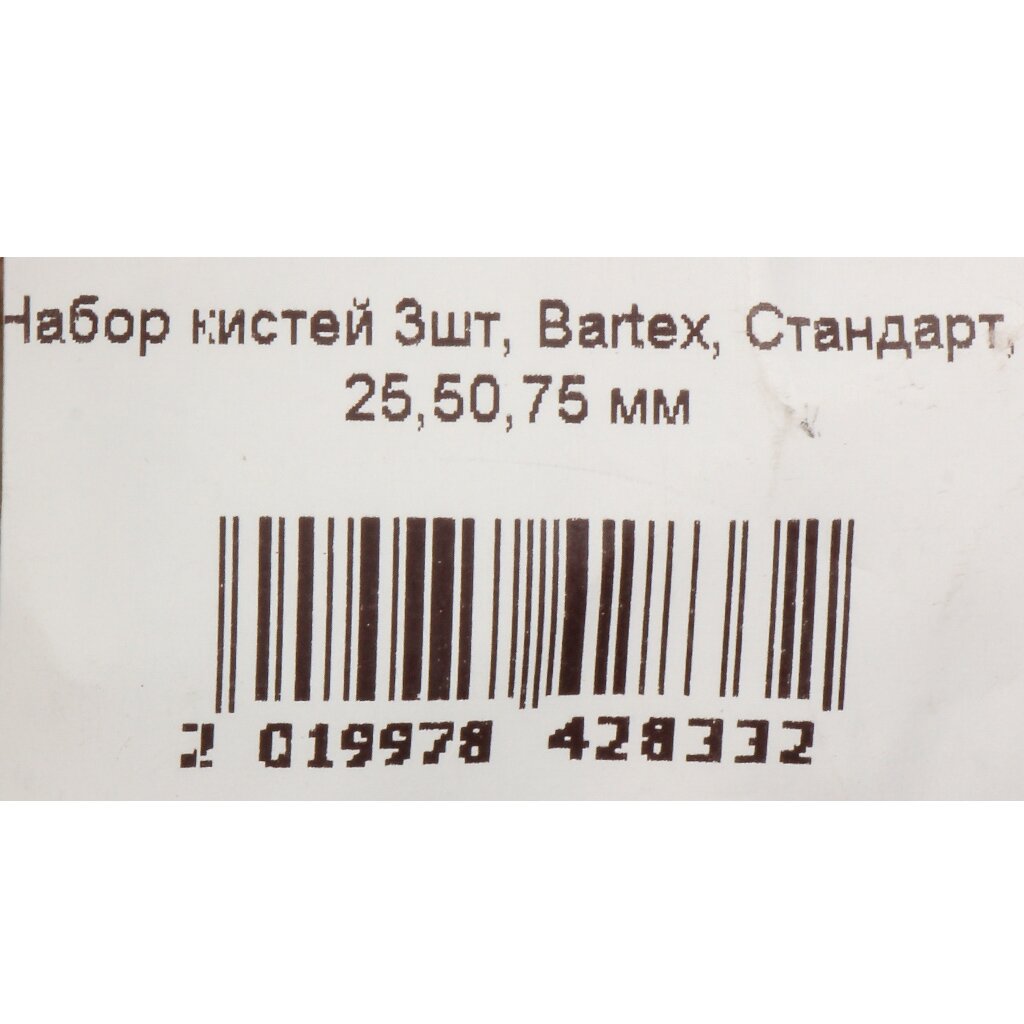 Набор кистей 3шт, Bartex, Стандарт,
25,50,75 мм
2 019978 428332